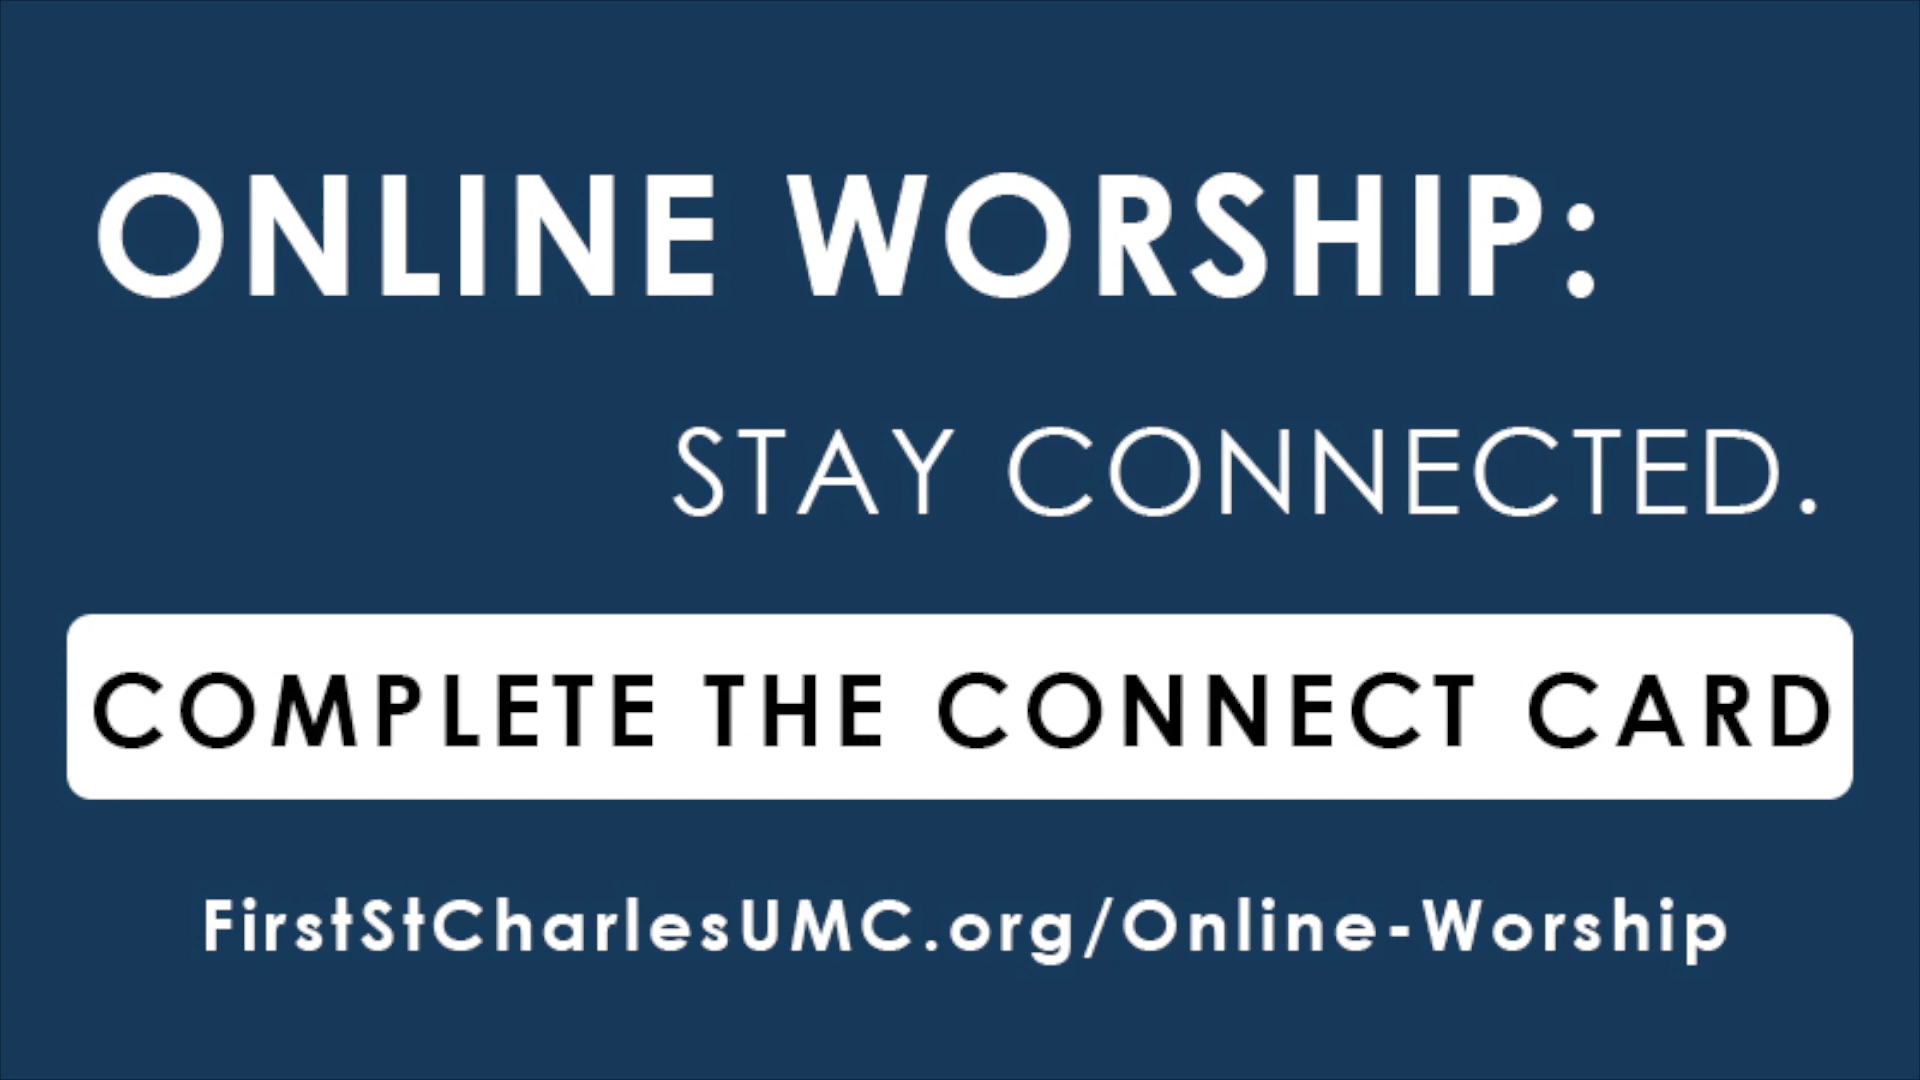 ONLINE WORSHIP:
STAY CONNECTED.
COMPLETE THE CONNECT CARD
FirstStCharlesUMC.org/Online-Worship